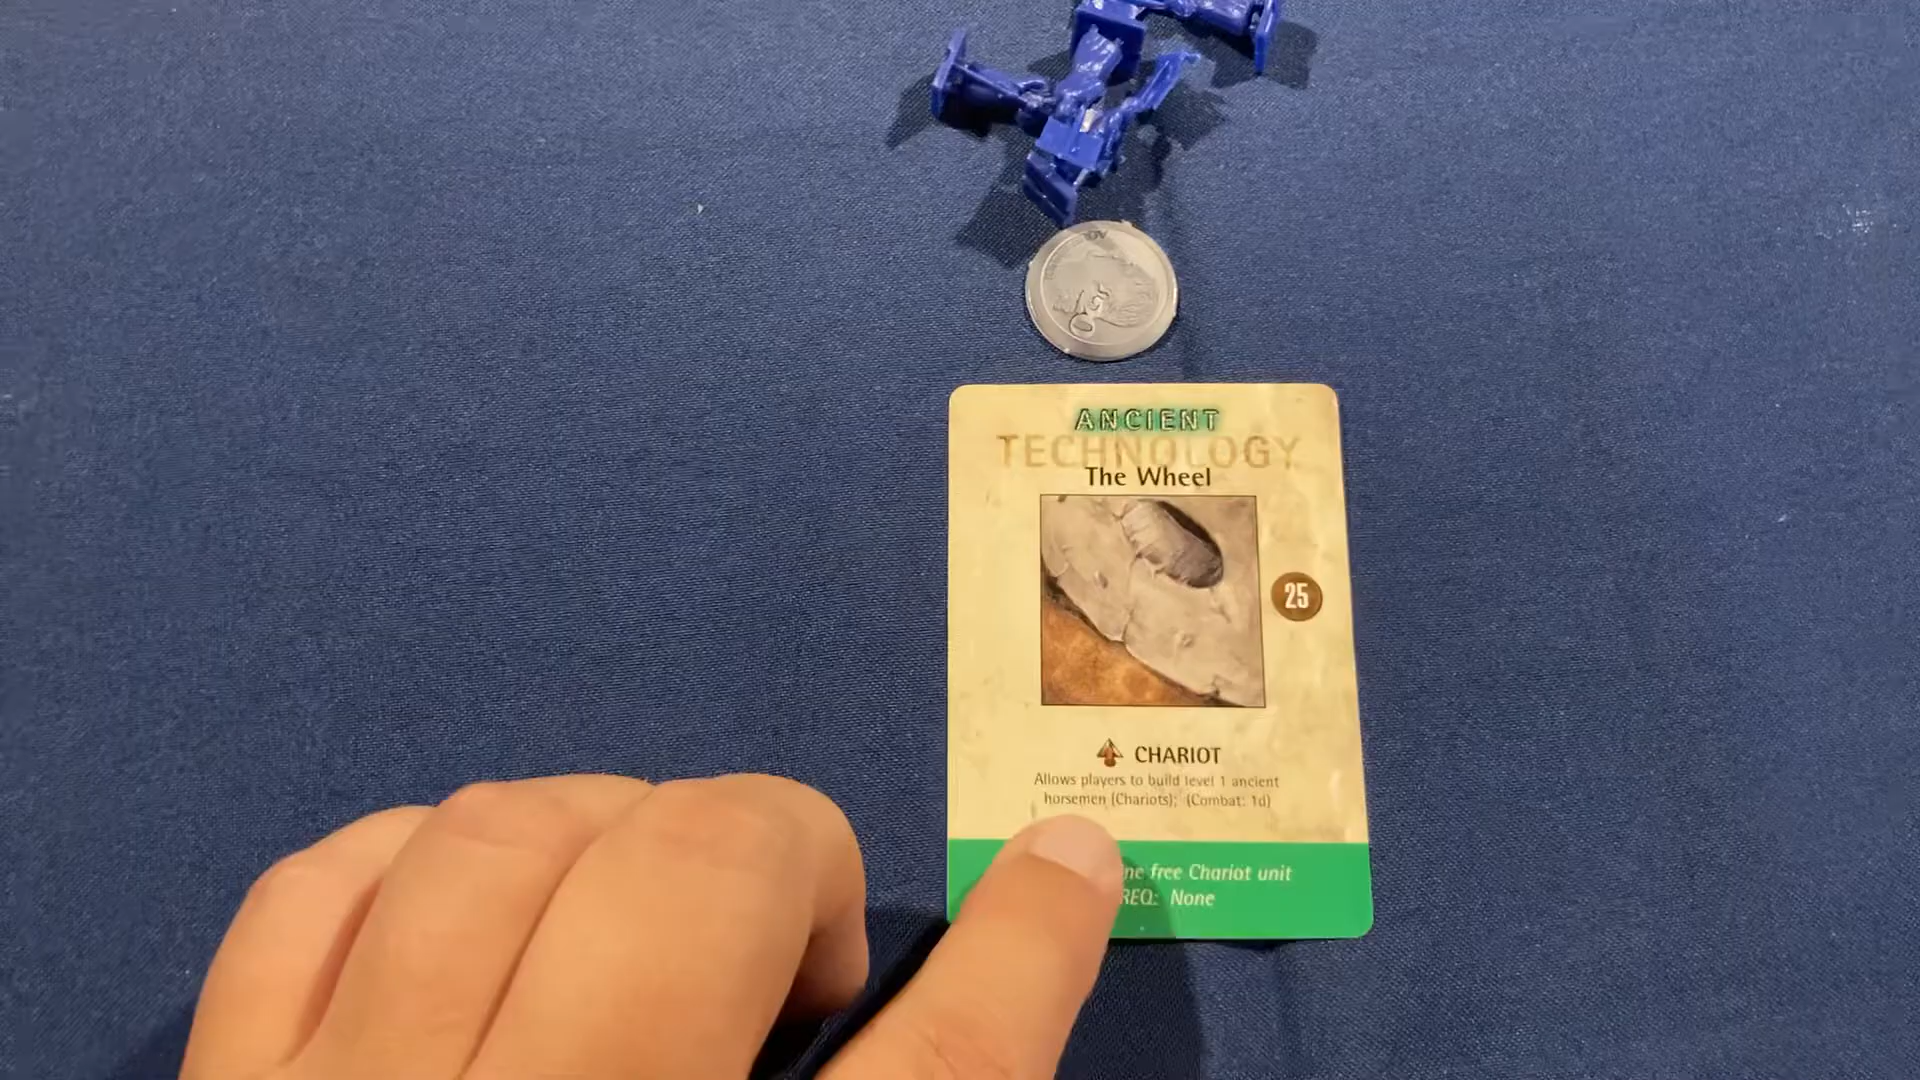 ANCIENT
TECHNOLOGY
The Wheel
25
CHARIOT
Allows players to build level 1 ancient
horsemen (Chariots); (Combat: 1d)
free Chariot unit
REQ: None